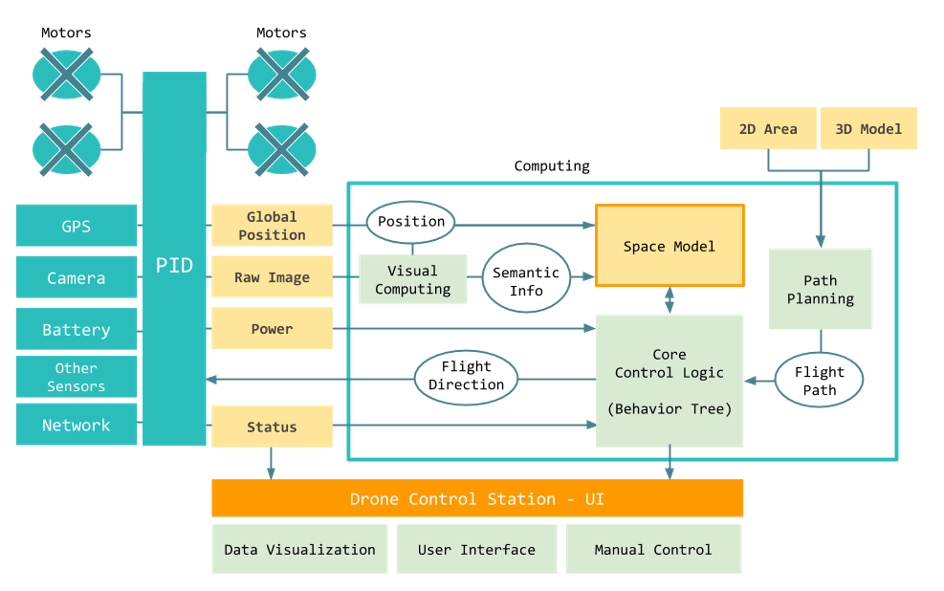 Motors
Motors
2D Area
3D Model
Computing
GPS
Global
Position
Position
Space Model
PID
Camera
Raw Image
Visual
Computing
Semantic
Info
Path
Planning
Battery
Power
Core
Control Logic
(Behavior Tree)
Other
Sensors
Flight
Direction
Flight
Path
Network
Status
Drone Control Station - UI
Data Visualization
User Interface
Manual Control